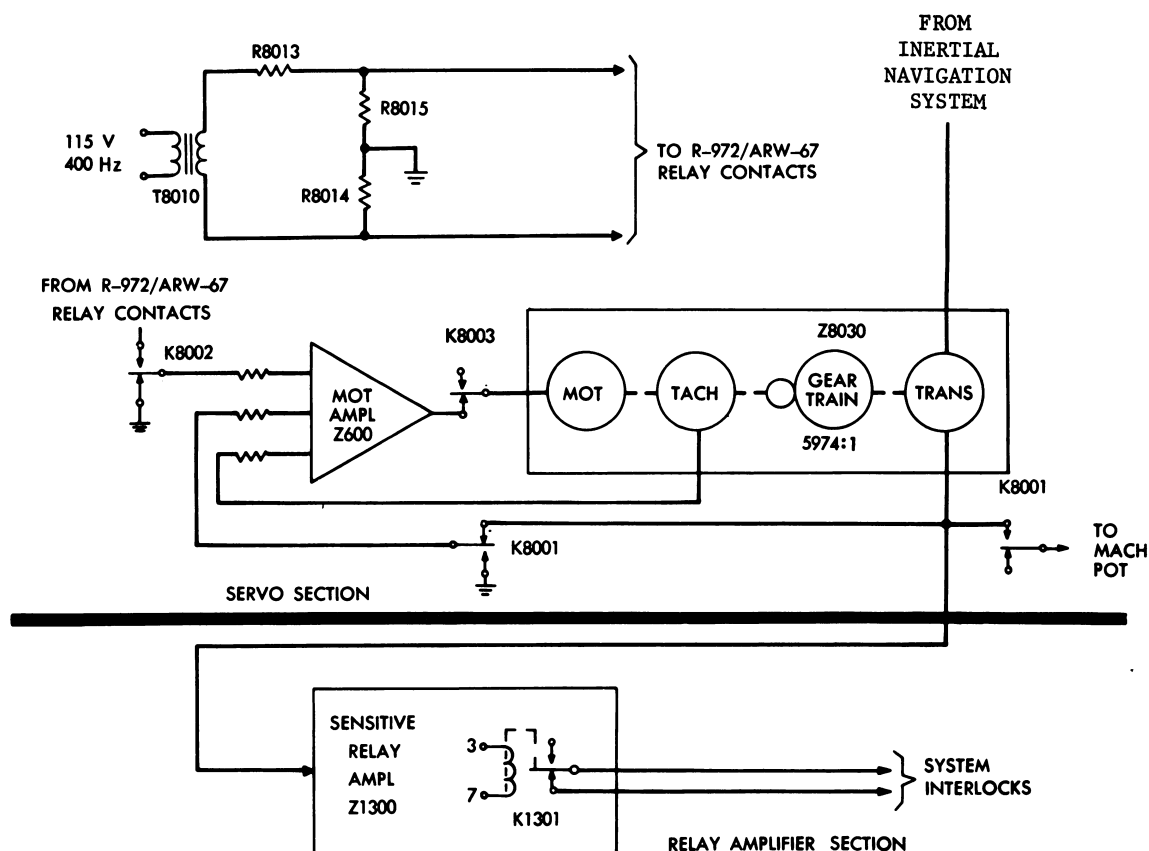 FROM
INERTIAL
NAVIGATION
SYSTEM
R8013
R8015
115 V
400 Hz
T8010
R8014
TO R-972/ARW-67
RELAY CONTACTS
FROM R-972/ARW-67
RELAY CONTACTS
K8002
K8003
MOT
AMPL
Z600
MOT
TACH
Z8030
GEAR
TRAIN
5974:1
TRANS
K8001
K8001
TO
MACH
POT
SERVO SECTION
SENSITIVE
RELAY
AMPL
Z1300
3
7
K1301
SYSTEM
INTERLOCKS
RELAY AMPLIFIER SECTION